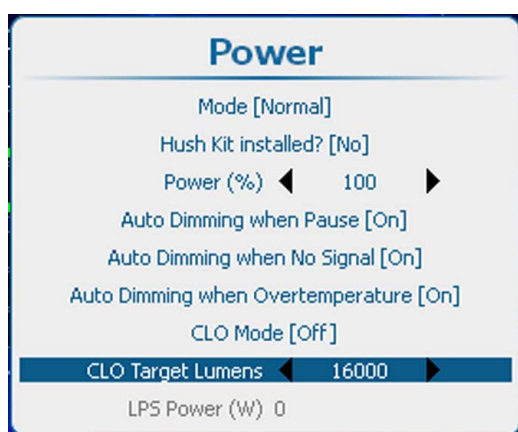 Power
Mode [Normal]
Hush Kit installed? [No]
Power (%) 100
Auto Dimming when Pause [On]
Auto Dimming when No Signal [On]
Auto Dimming when Overtemperature [On]
CLO Mode [Off]
CLO Target Lumens 16000
LPS Power (W) 0